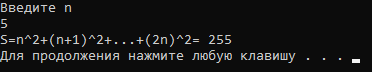 Введите n
5
S=n^2+(n+1)^2+...+(2n)^2= 255
Для продолжения нажмите любую клавишу . . .